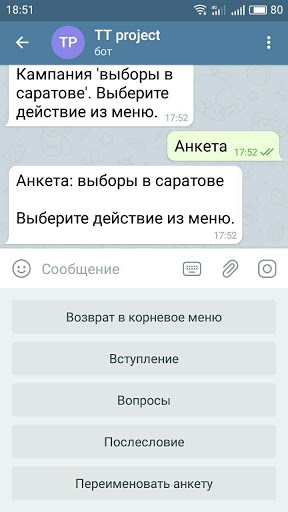 18:51
4G
80
TP
TT project
бот
Кампания 'выборы в
саратове'. Выберите
действие из меню.
17:52
Анкета
17:52
Анкета: выборы в саратове
Выберите действие из меню.
17:52
Сообщение
Возврат в корневое меню
Вступление
Вопросы
Послесловие
Переименовать анкету